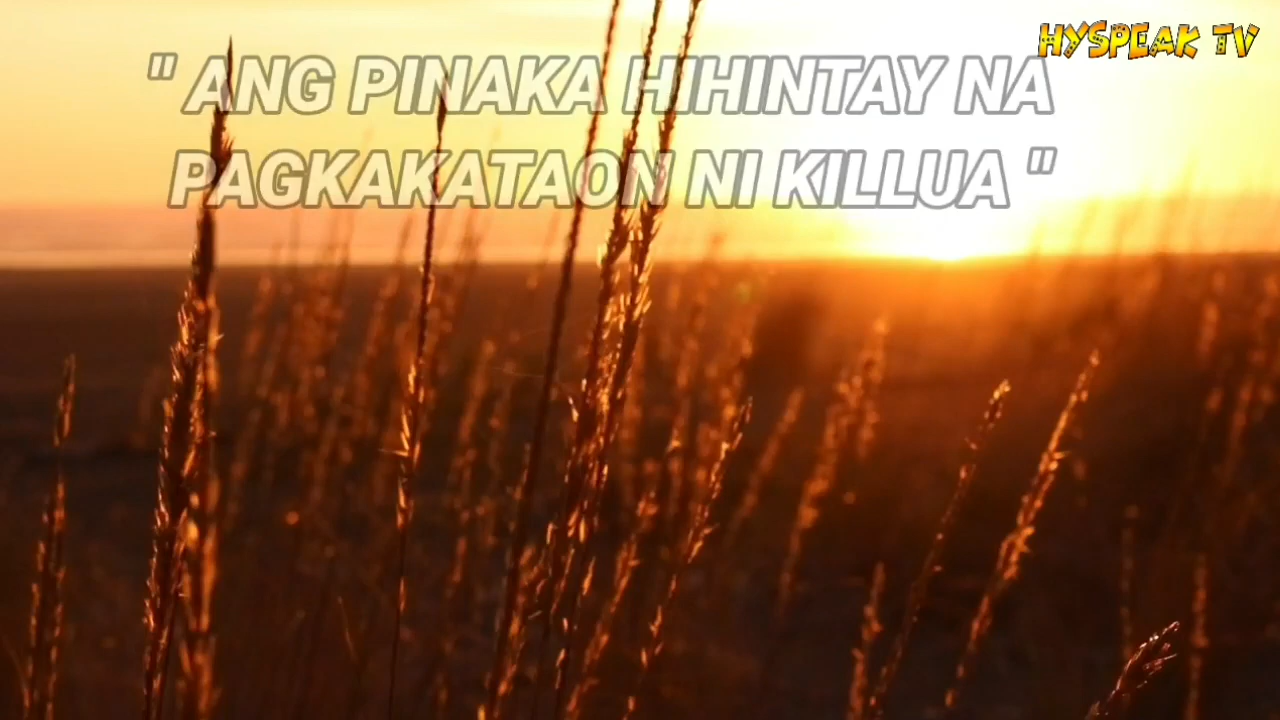 HYSPEAK TV
" ANG PINAKA HIHINTAY NA
PAGKAKATAON NI KILLUA "